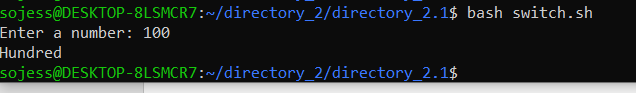 sojess@DESKTOP-8LSMCR7:~/directory_2/directory_2.1$ bash switch.sh
Enter a number: 100
Hundred
sojess@DESKTOP-8LSMCR7:~/directory_2/directory_2.1$